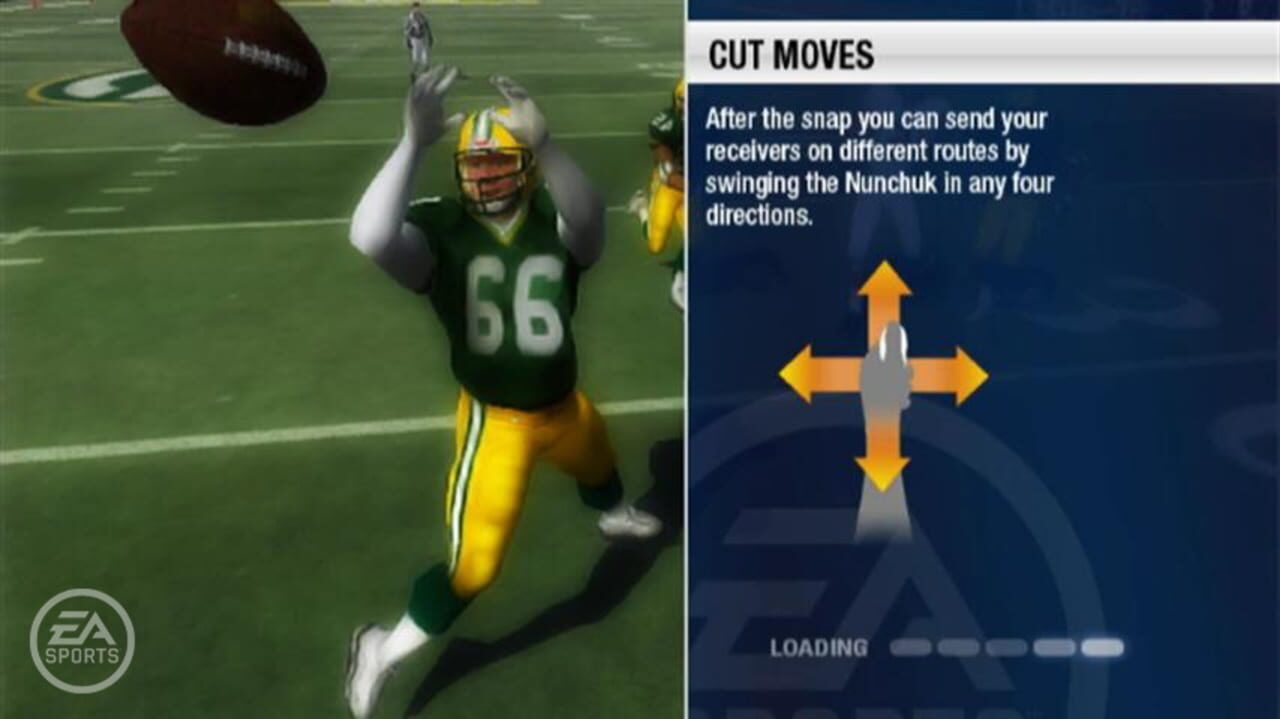 CUT MOVES
After the snap you can send your
receivers on different routes by
swinging the Nunchuk in any four
directions.
66
EA
SPORTS
EA
LOADING